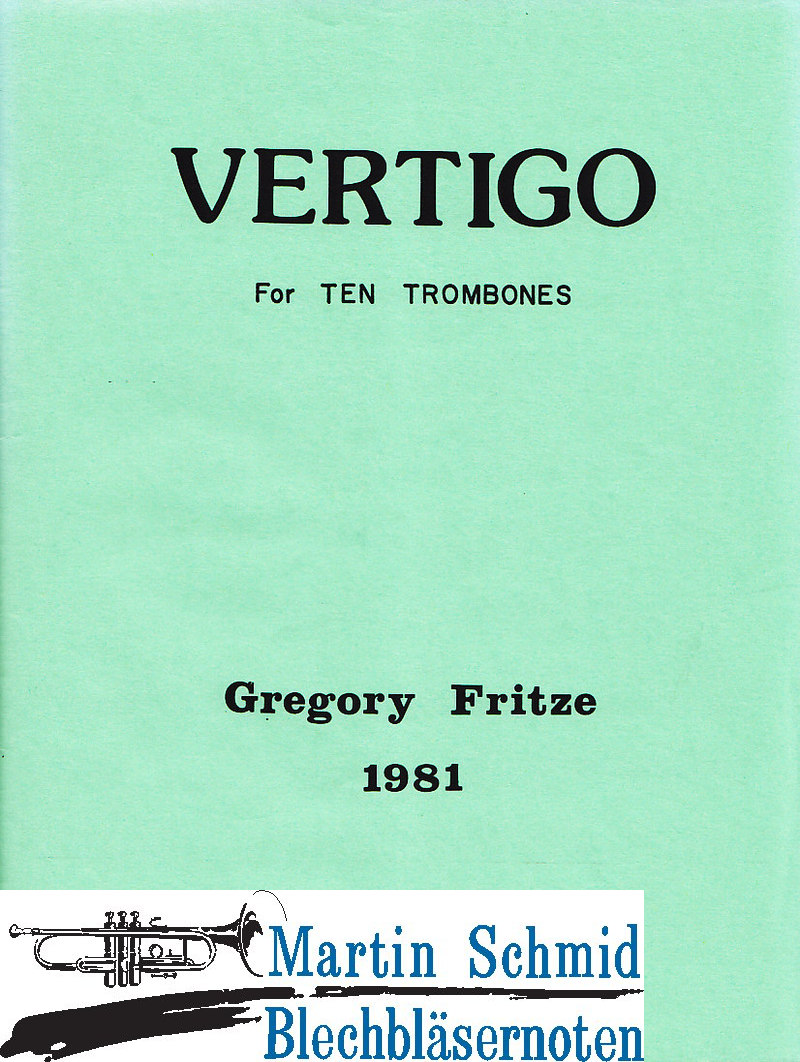 VERTIGO
For TEN TROMBONES
Gregory Fritze
1981
Martin Schmid
Blechbläsernoten